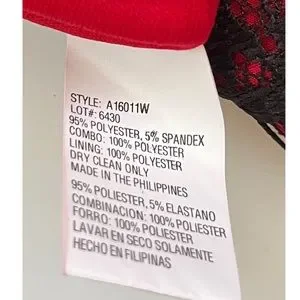 STYLE: A16011W
LOT#: 6430
95% POLYESTER, 5% SPANDEX
COMBO: 100% POLYESTER
LINING: 100% POLYESTER
DRY CLEAN ONLY
MADE IN THE PHILIPPINES
95% POLIESTER, 5% ELASTANO
COMBINACION: 100% POLIESTER
FORRO: 100% POLIESTER
LAVAR EN SECO SOLAMENTE
HECHO EN FILIPINAS